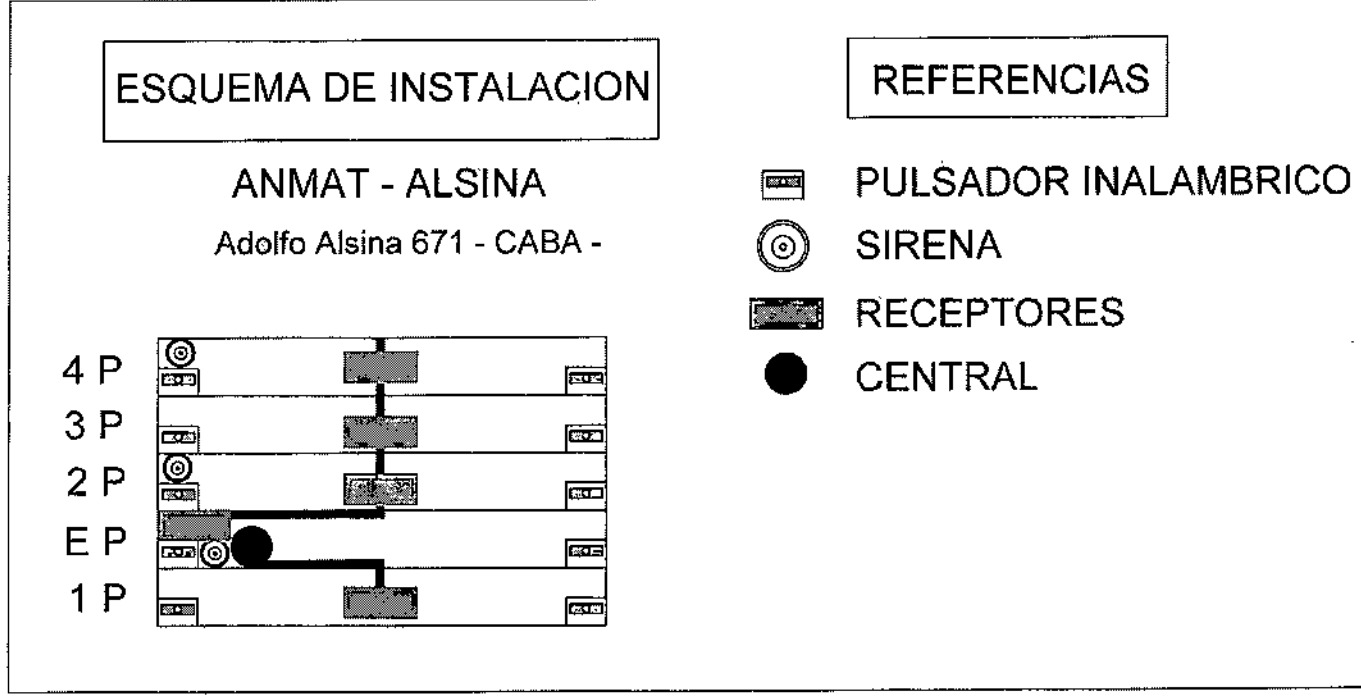 ESQUEMA DE INSTALACION
ANMAT - ALSINA
Adolfo Alsina 671 - CABA -
4 P
3 P
2 P
E P
1 P
REFERENCIAS
PULSADOR INALAMBRICO
SIRENA
RECEPTORES
CENTRAL